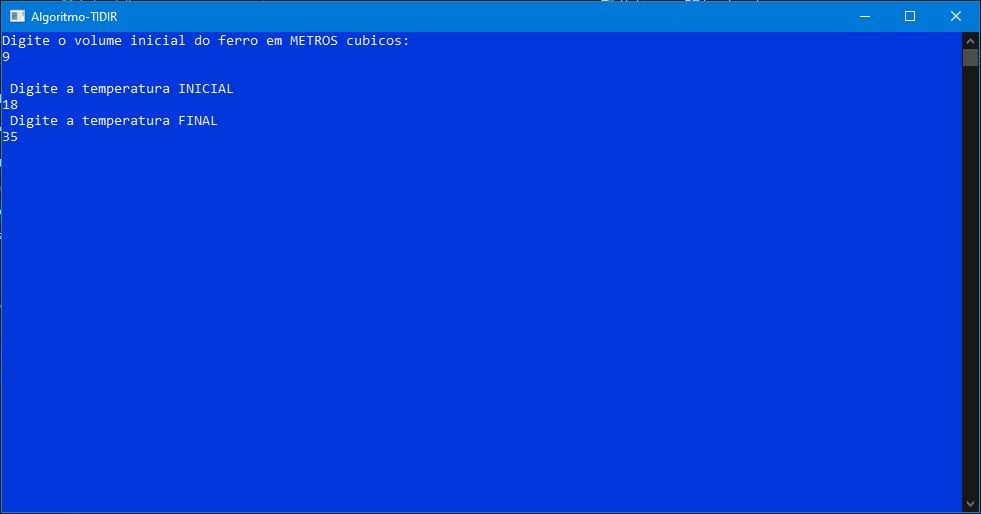 Algoritmo-TIDIR
Digite o volume inicial do ferro em METROS cubicos:
9
Digite a temperatura INICIAL
18
Digite a temperatura FINAL
35